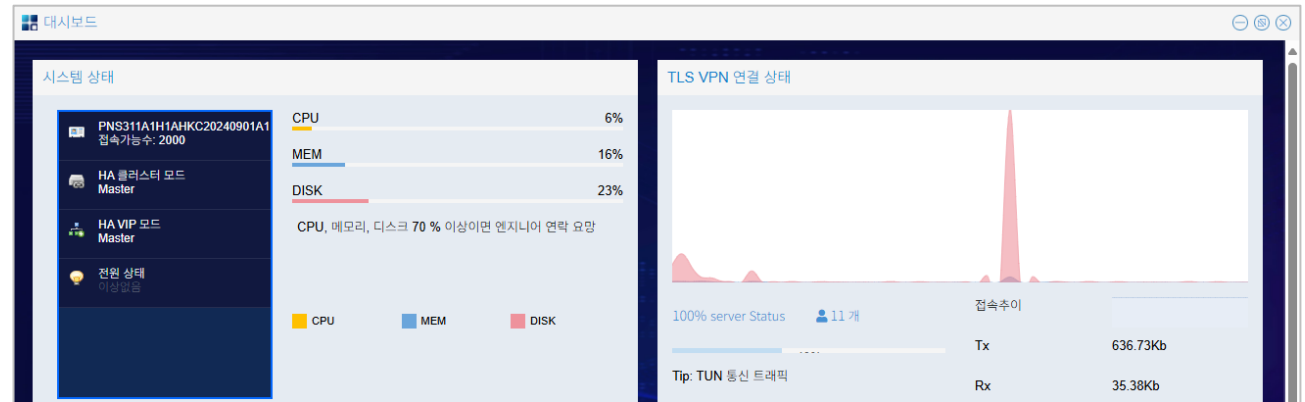 대시보드
시스템 상태
PNS311A1H1AHKC20240901A1
접속가능수: 2000
HA 클러스터 모드
Master
HA VIP 모드
Master
전원 상태
이상없음
CPU 6%
MEM 16%
DISK 23%
CPU, 메모리, 디스크 70 % 이상이면 엔지니어 연락 요망
CPU MEM DISK
TLS VPN 연결 상태
100% server Status 11 개
Tip: TUN 통신 트래픽
접속추이
Tx 636.73Kb
Rx 35.38Kb